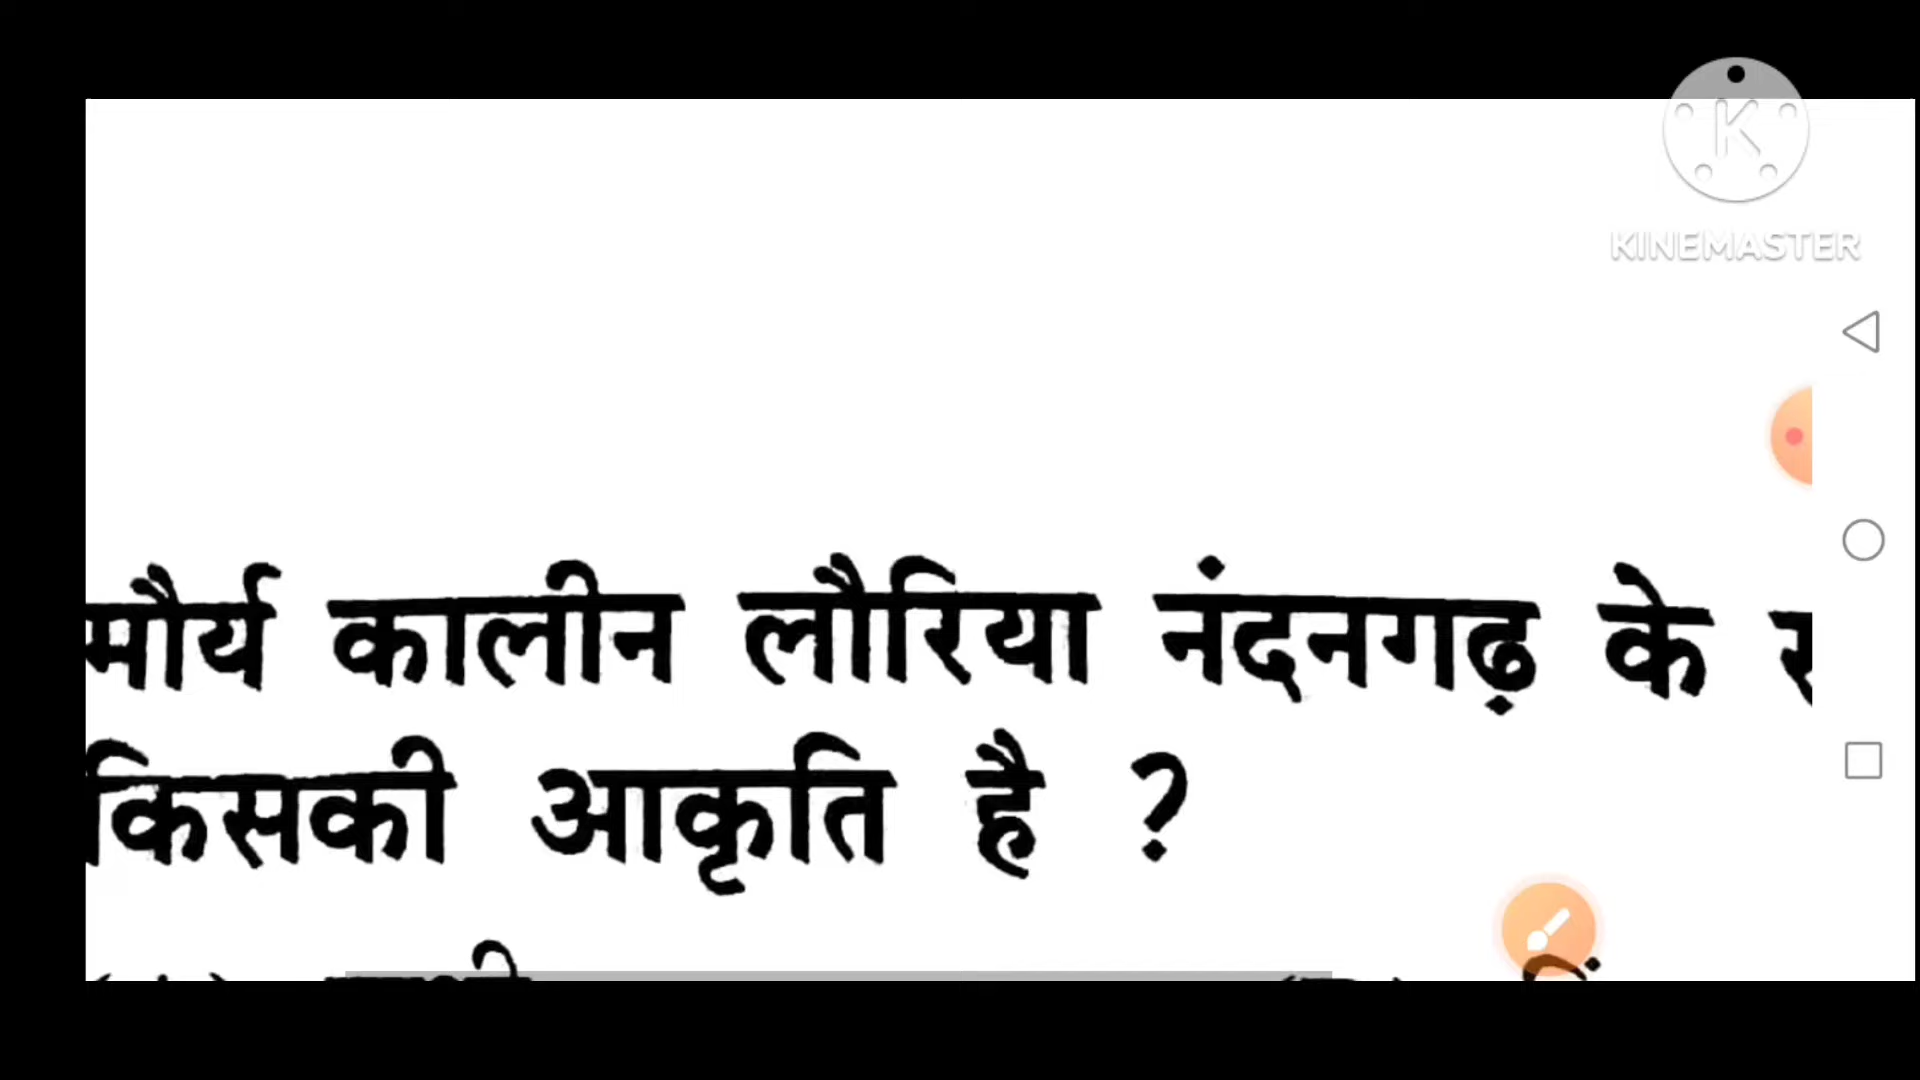 KINEMASTER
मौर्य कालीन लौरिया नंदनगढ़ के
किसकी आकृति है ?